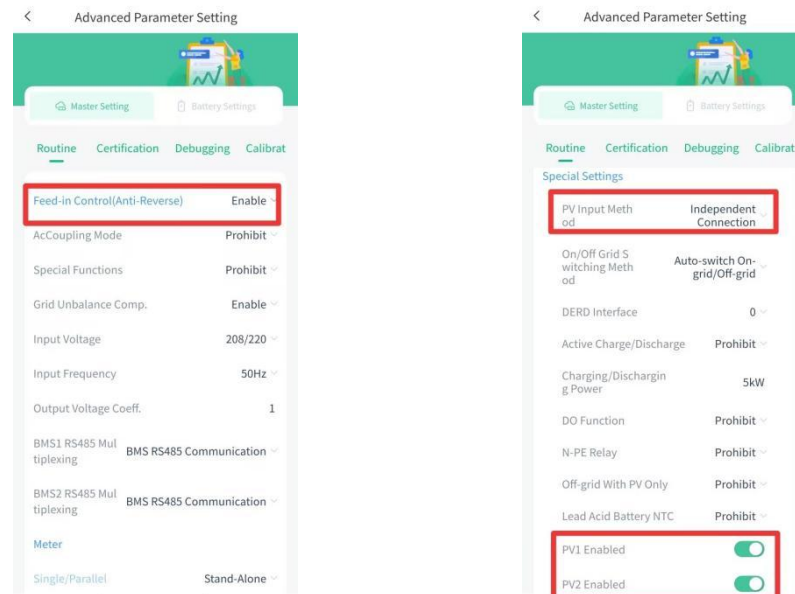 Advanced Parameter Setting
Master Setting
Battery Settings
Routine Certification Debugging Calibrat
Feed-in Control(Anti-Reverse) Enable
AcCoupling Mode Prohibit
Special Functions Prohibit
Grid Unbalance Comp. Enable
Input Voltage 208/220
Input Frequency 50Hz
Output Voltage Coeff. 1
BMS1 RS485 Mul
tiplexing
BMS RS485 Communication
BMS2 RS485 Mul
tiplexing
BMS RS485 Communication
Meter
Single/Parallel Stand-Alone
Advanced Parameter Setting
Master Setting
Battery Settings
Routine Certification Debugging Calibrat
Special Settings
PV Input Meth
od
Independent
Connection
On/Off Grid S
witching Meth
od
Auto-switch On-
grid/Off-grid
DERD Interface 0
Active Charge/Discharge Prohibit
Charging/Dischargin
g Power
5kW
DO Function Prohibit
N-PE Relay Prohibit
Off-grid With PV Only Prohibit
Lead Acid Battery NTC Prohibit
PV1 Enabled
PV2 Enabled